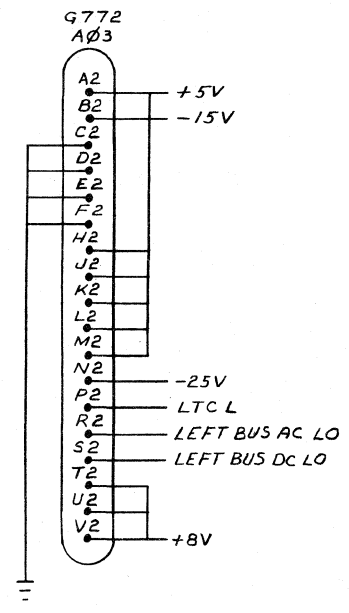 G772
AØ3
A2
+5V
B2
-15V
C2
D2
E2
F2
H2
J2
K2
L2
M2
N2
-25V
P2
LTC L
R2
LEFT BUS AC LO
S2
LEFT BUS DC LO
T2
U2
V2
+8V